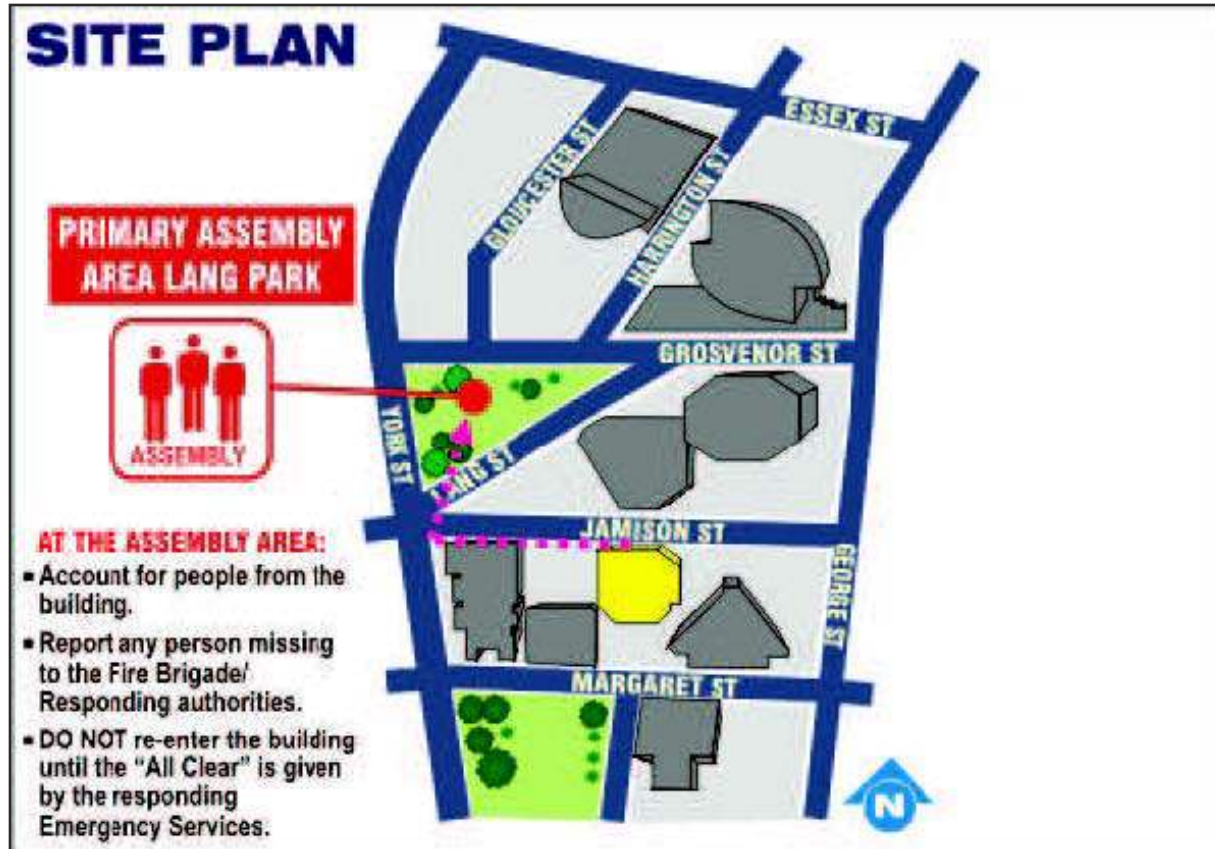 SITE PLAN
ESSEX ST
GLOUCESTER ST
HARRINGTON ST
PRIMARY ASSEMBLY
AREA LANG PARK
GROSVENOR ST
ASSEMBLY
YORK ST
LANG ST
JAMISON ST
GEORGE ST
MARGARET ST
AT THE ASSEMBLY AREA:
▪ Account for people from the
building.
▪ Report any person missing
to the Fire Brigade/
Responding authorities.
▪ DO NOT re-enter the building
until the “All Clear” is given
by the responding
Emergency Services.
N